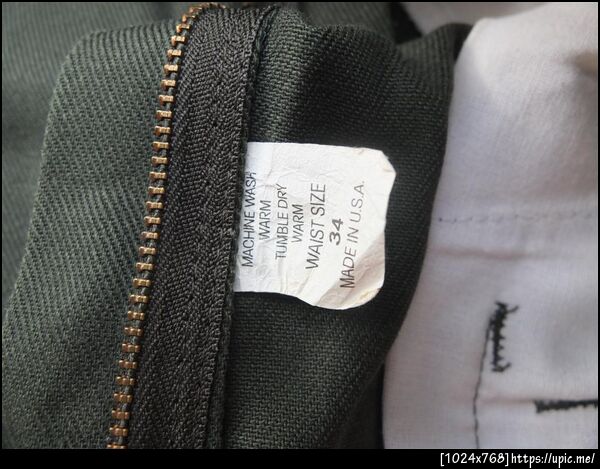 MACHINE WASH
WARM
TUMBLE DRY
WARM
WAIST SIZE
34
MADE IN U.S.A.
[1024x768]https://upic.me/